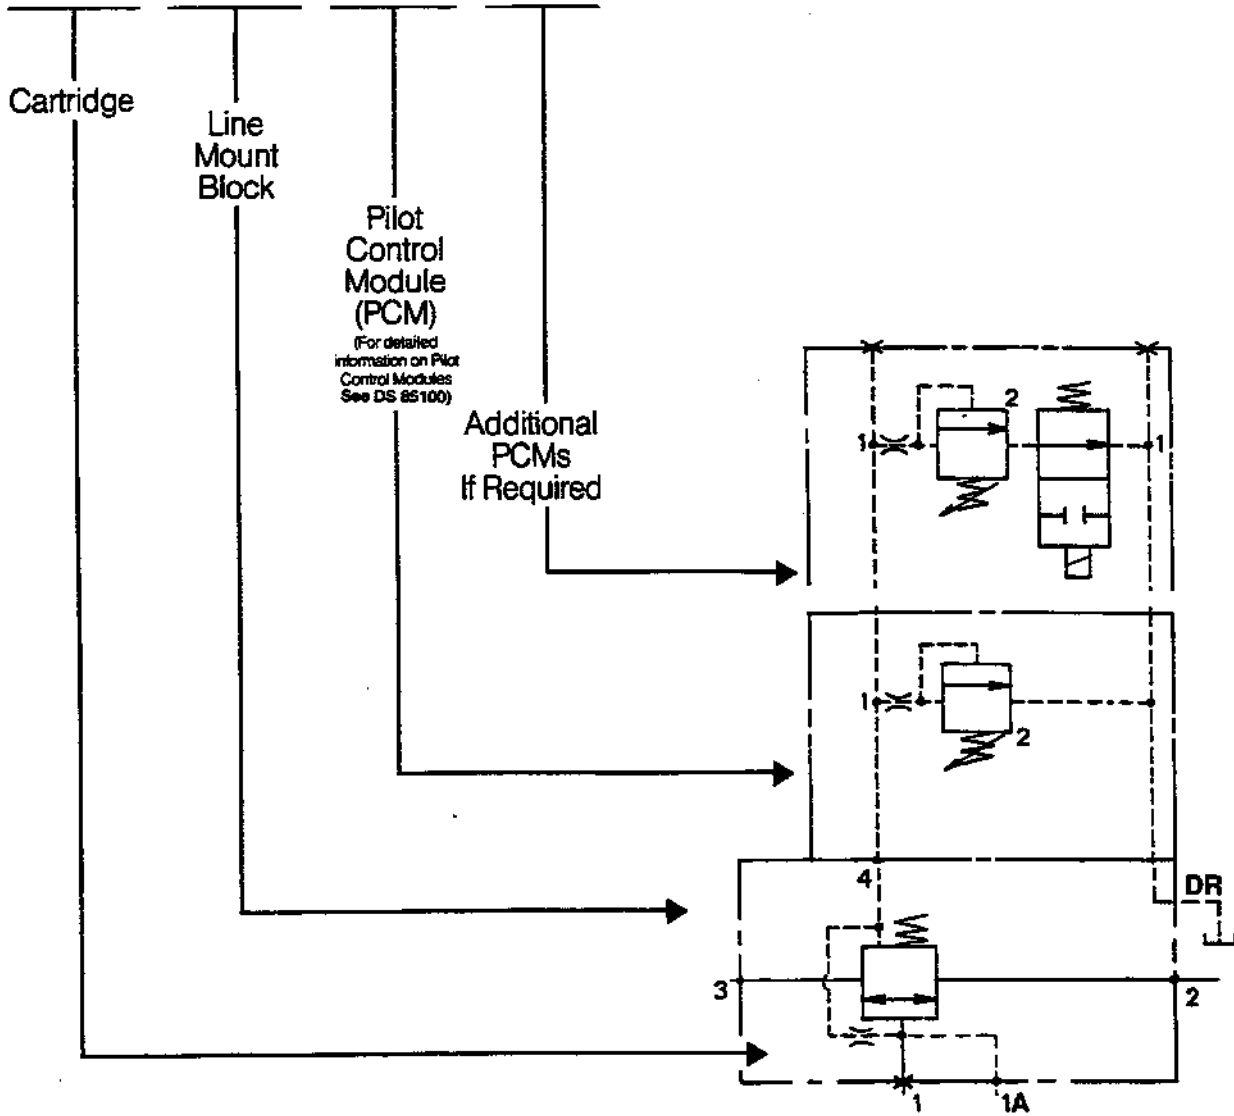 Cartridge
Line
Mount
Block
Pilot
Control
Module
(PCM)
(For detailed
information on Pilot
Control Modules
See DS 85100)
Additional
PCMs
If Required
2
1
1
1
2
4
DR
3
2
1
1A